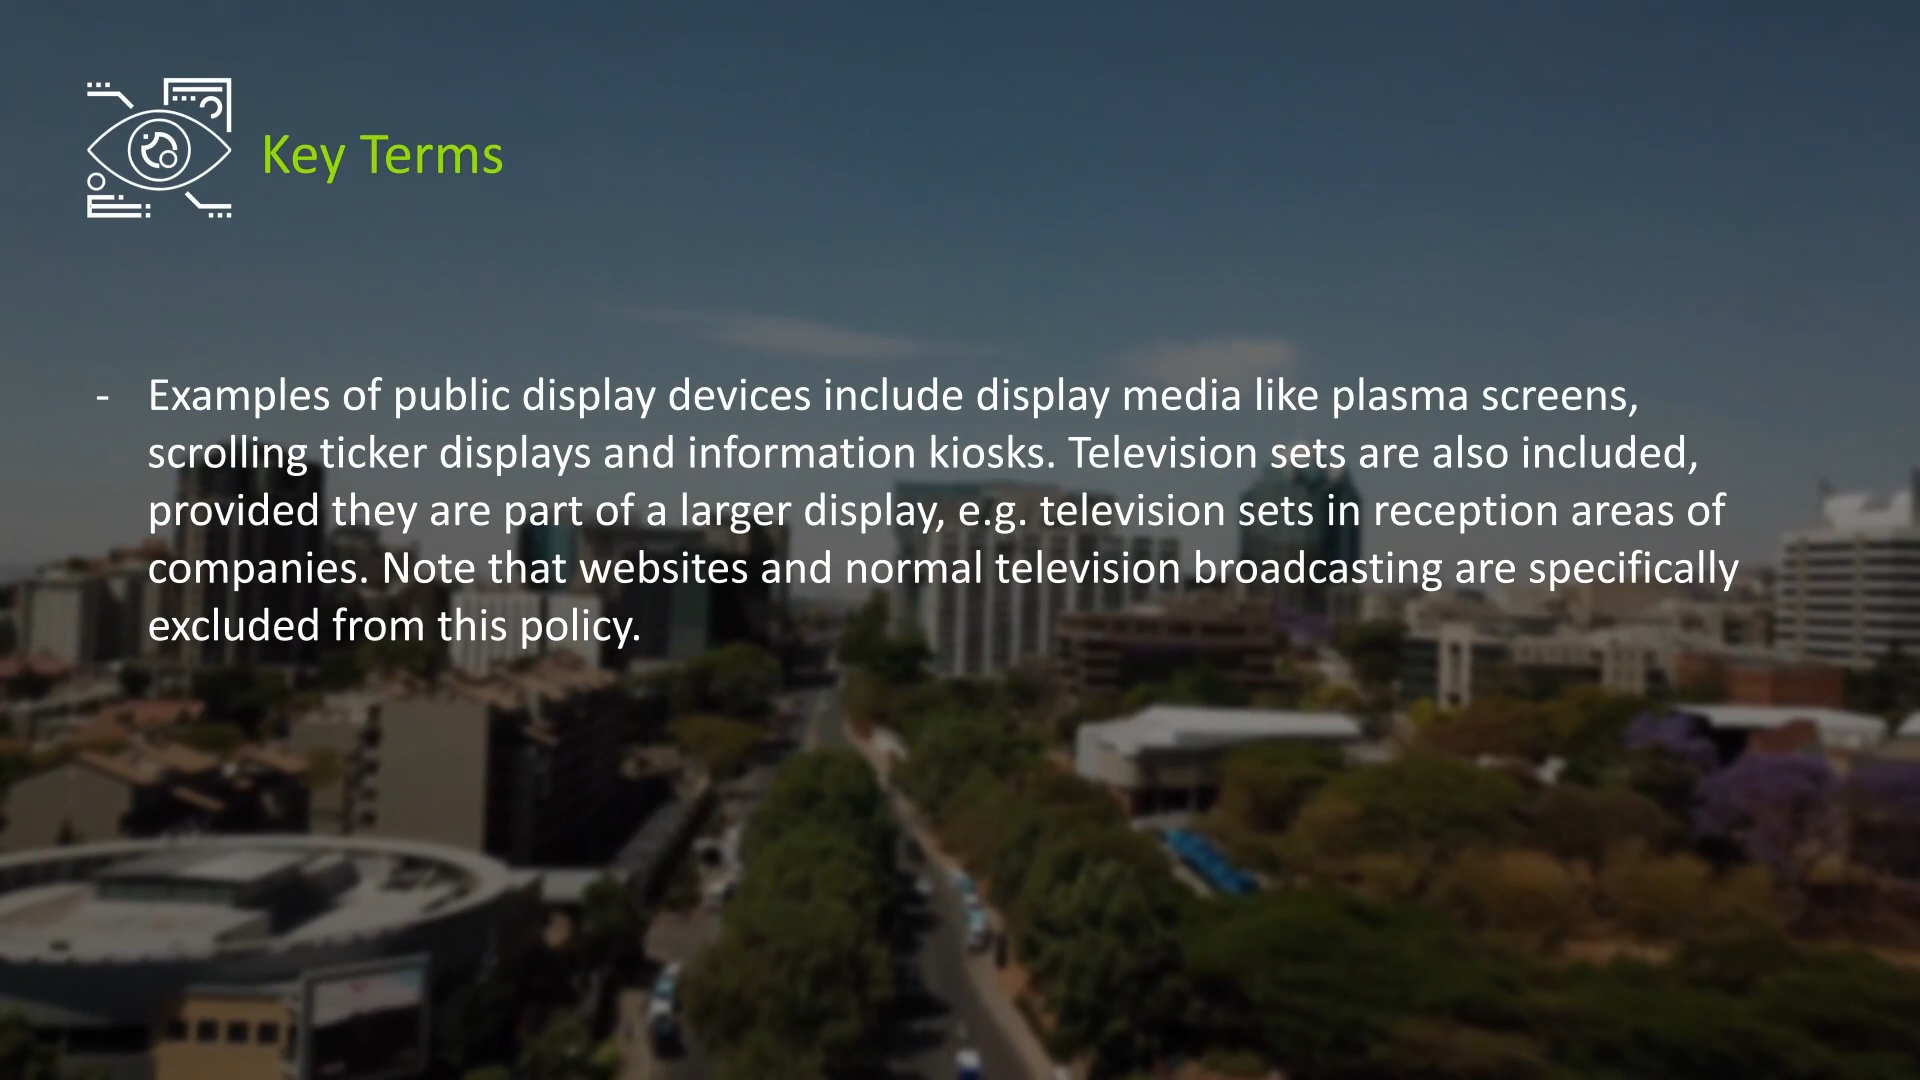 Key Terms
- Examples of public display devices include display media like plasma screens,
scrolling ticker displays and information kiosks. Television sets are also included,
provided they are part of a larger display, e.g. television sets in reception areas of
companies. Note that websites and normal television broadcasting are specifically
excluded from this policy.